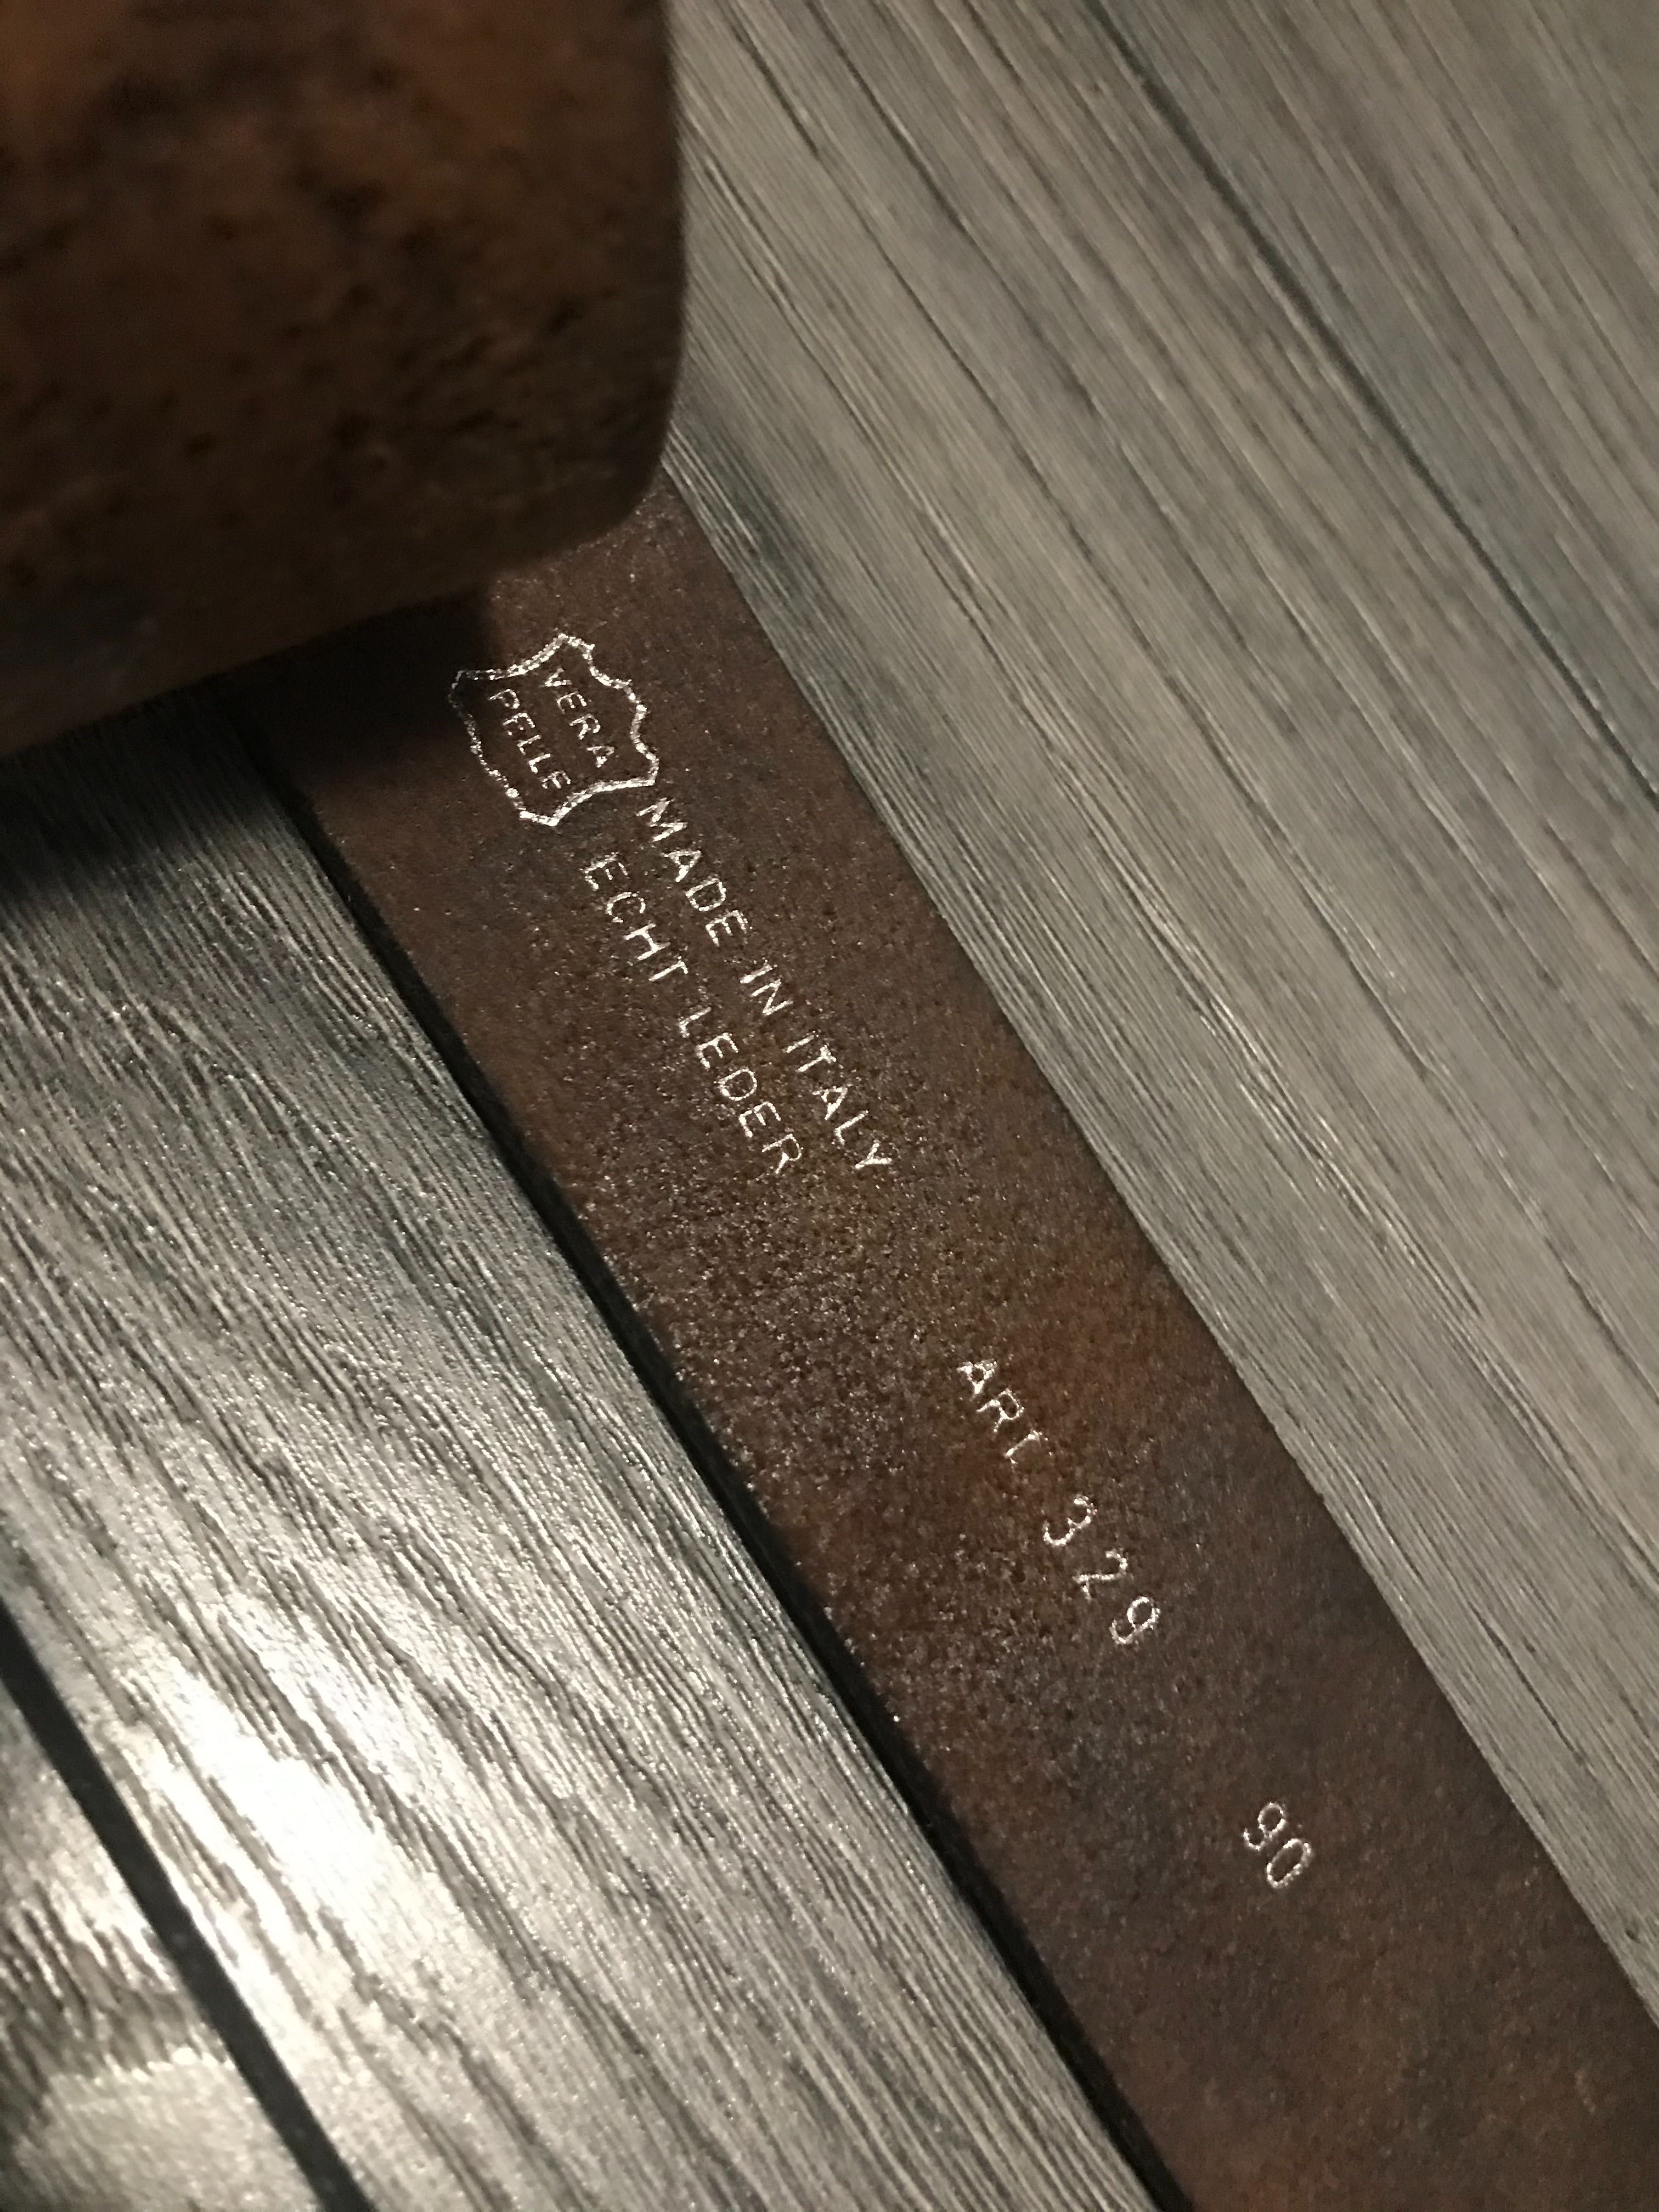 VERA
PELLE
MADE IN ITALY
ECHT LEDER
ART 329
90